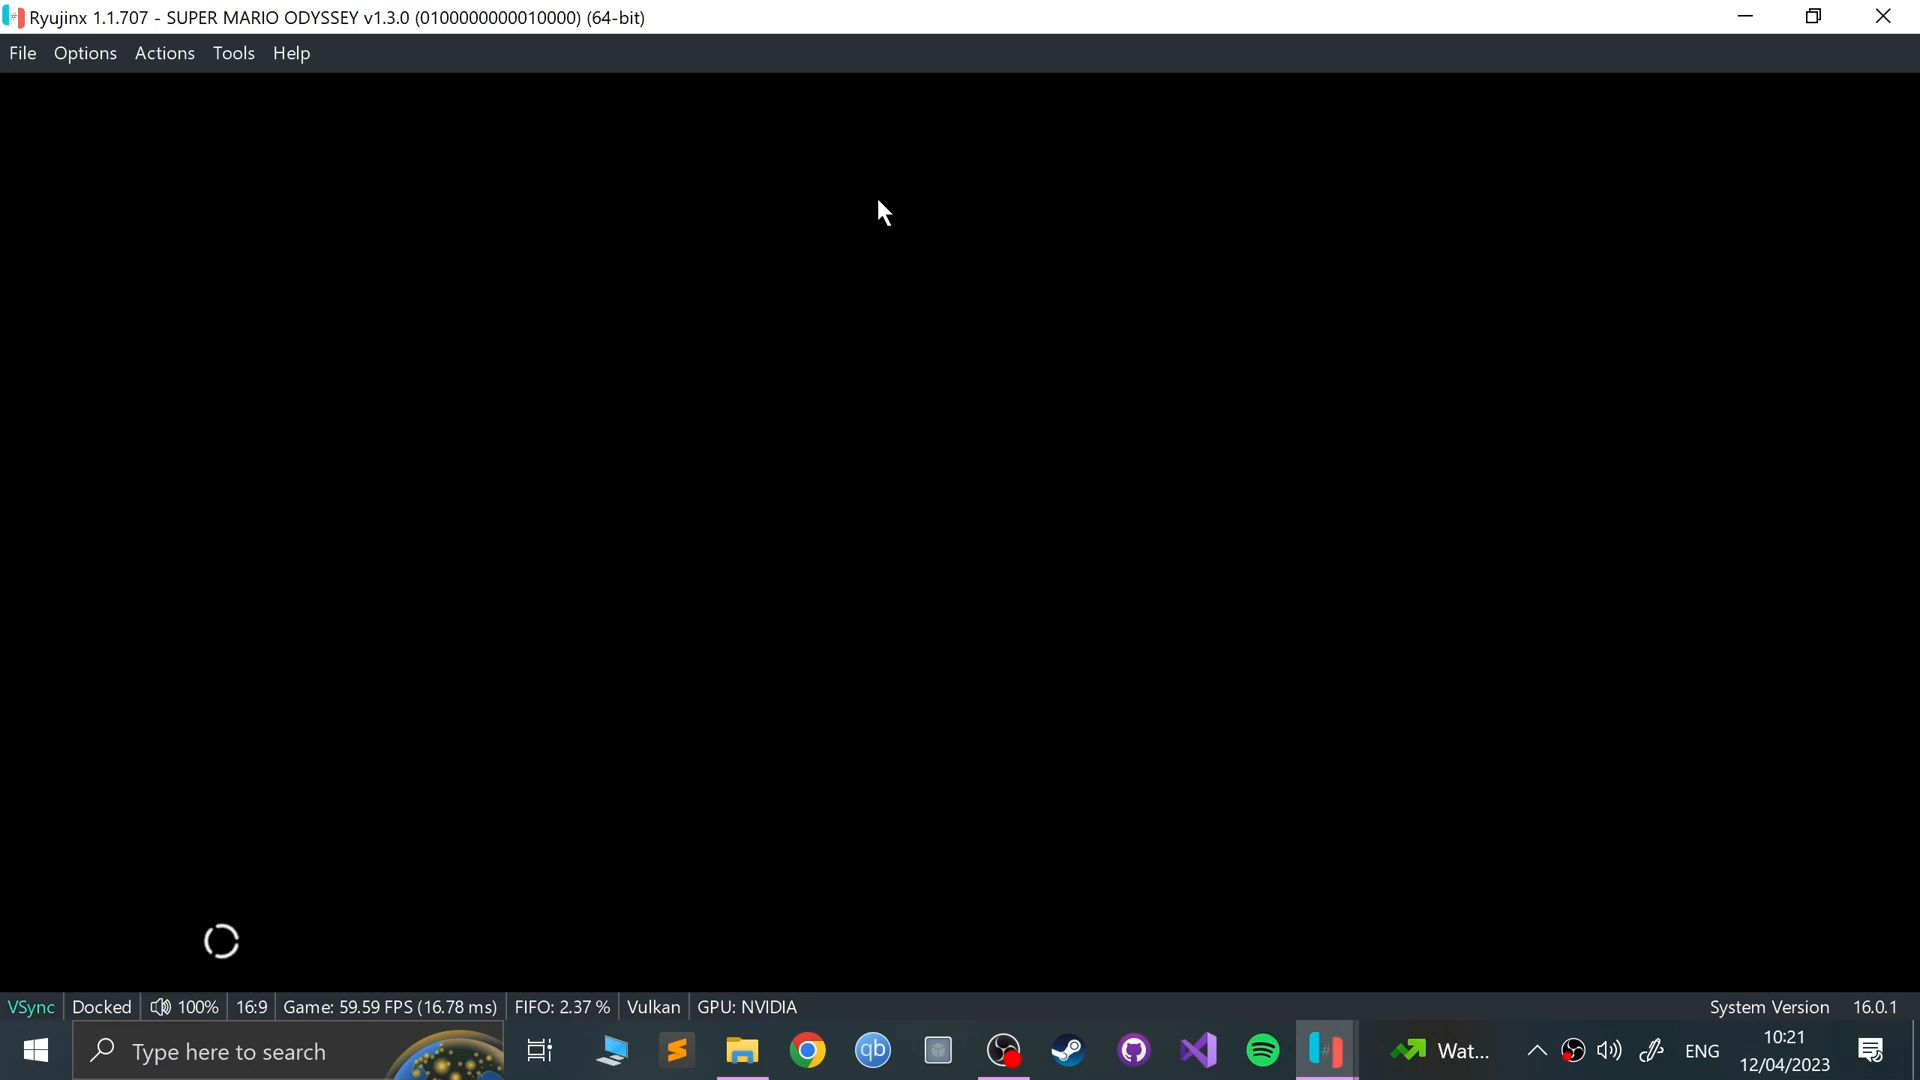 Ryujinx 1.1.707 - SUPER MARIO ODYSSEY v1.3.0 (0100000000010000) (64-bit)
File Options Actions Tools Help
VSync Docked 100% 16:9 Game: 59.59 FPS (16.78 ms) FIFO: 2.37 % Vulkan GPU: NVIDIA System Version 16.0.1
Type here to search qb Wat... ENG 10:21
12/04/2023